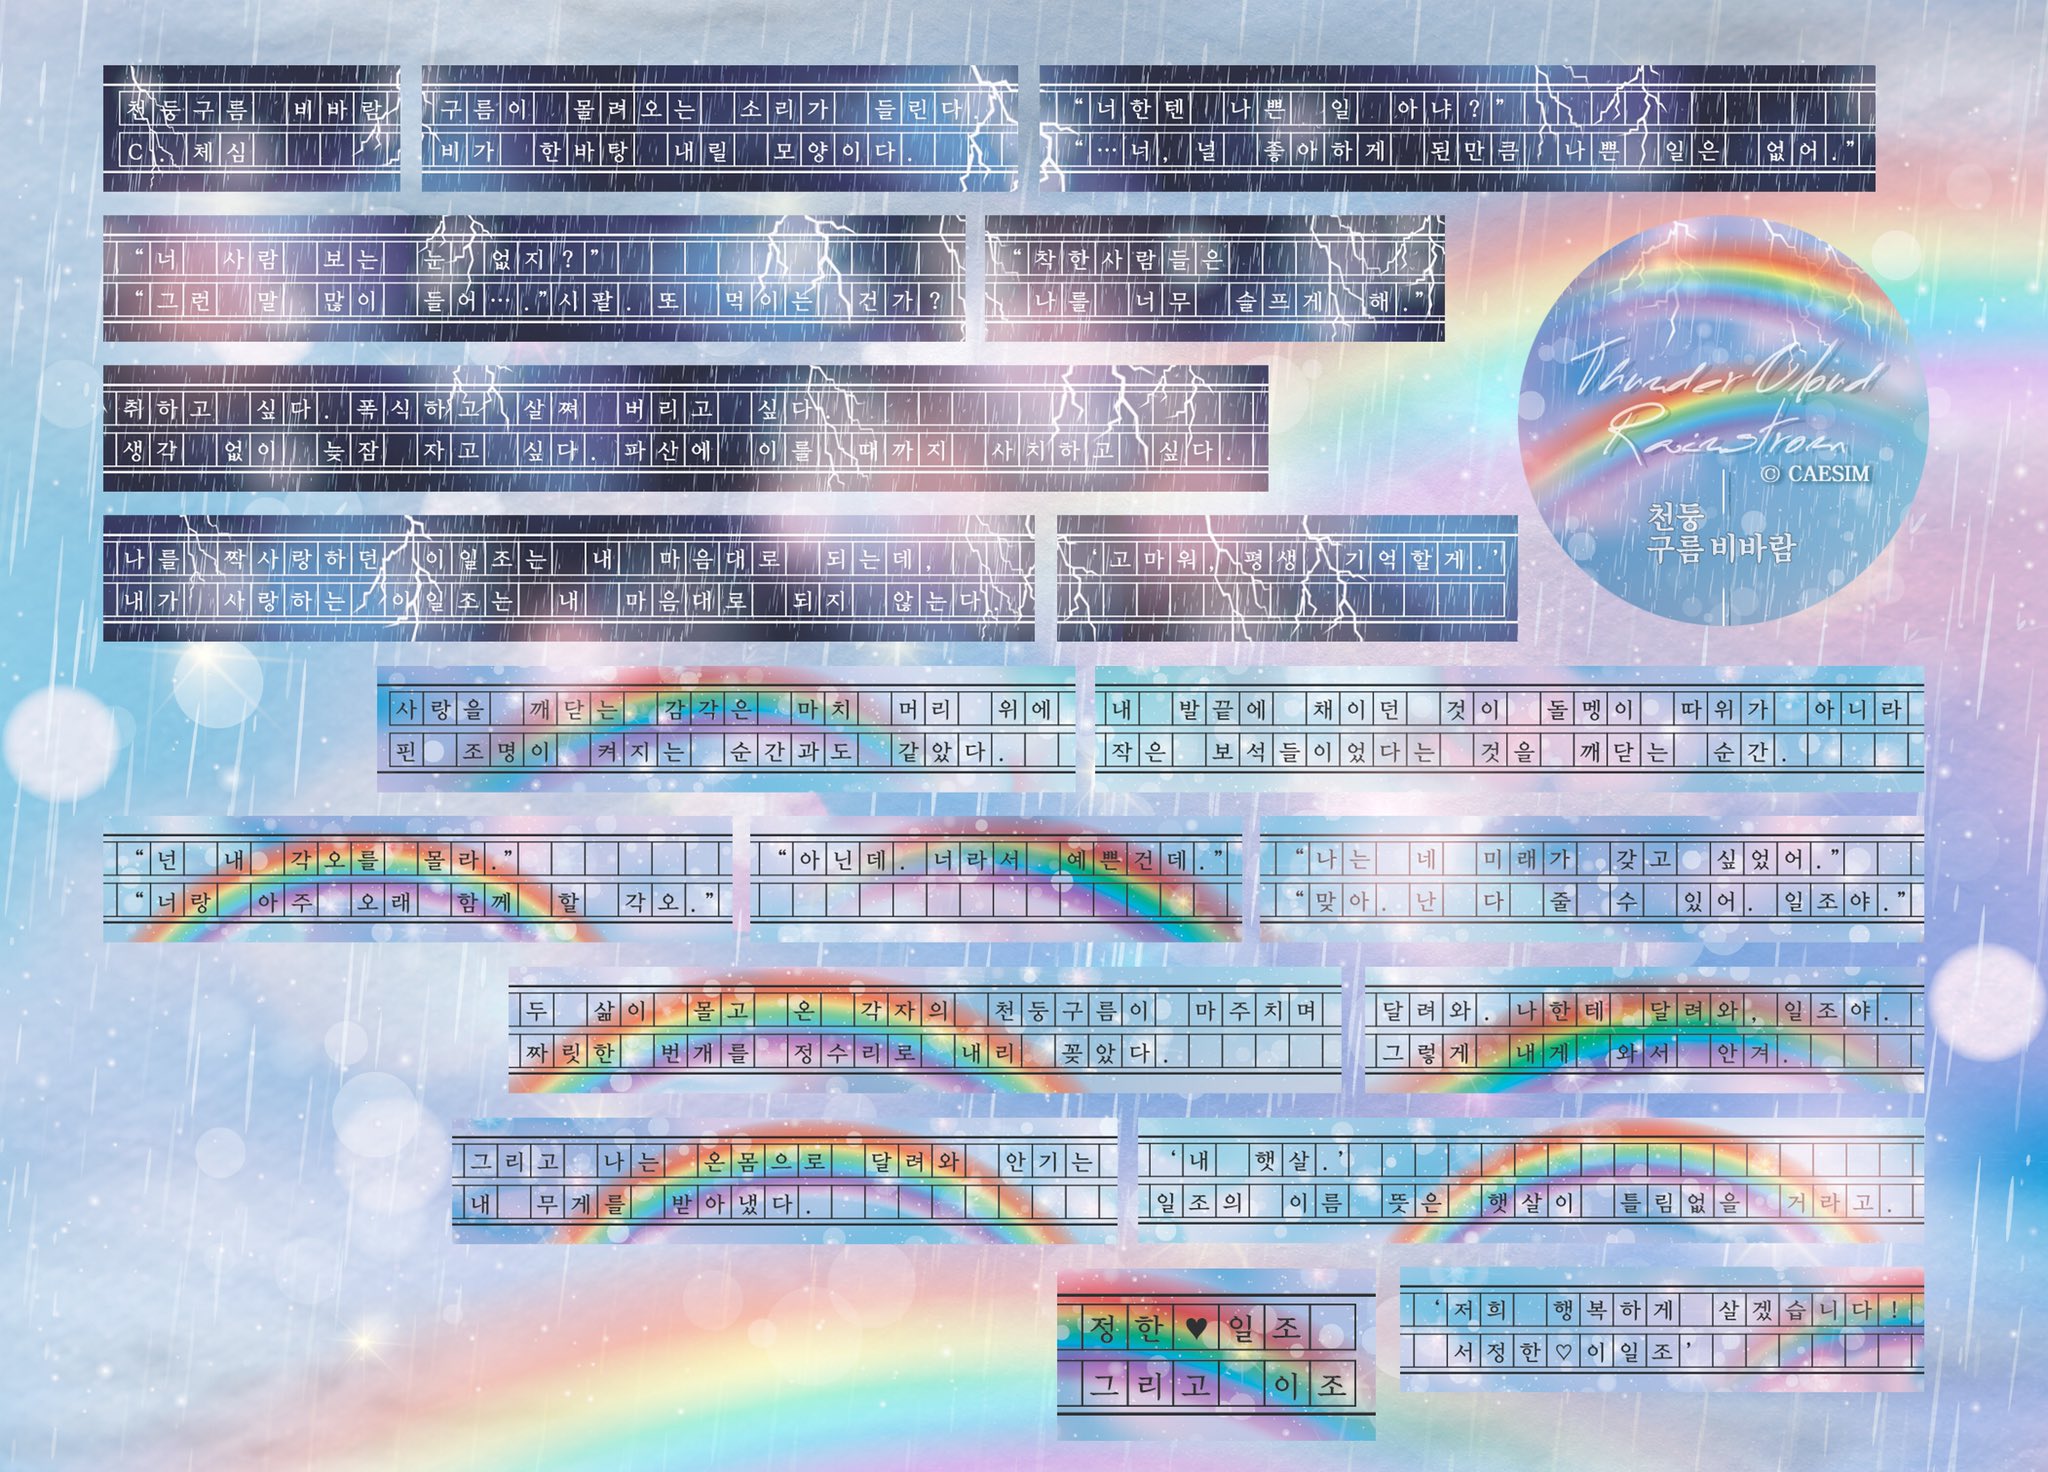 천둥구름 비바람
C. 체심
구름이 몰려오는 소리가 들린다.
비가 한바탕 내릴 모양이다.
“너한텐 나쁜 일 아냐?”
“…너, 널 좋아하게 된만큼 나쁜 일은 없어.”
“너 사람 보는 눈 없지?”
“그런 말 많이 들어….”시팔. 또 먹이는 건가?
“착한사람들은
나를 너무 슬프게 해.”
Thunder Cloud
Rainstrom
© CAESIM
천둥
구름 비바람
취하고 싶다. 폭식하고 살쪄 버리고 싶다.
생각 없이 늦잠 자고 싶다. 파산에 이를 때까지 사치하고 싶다.
나를 짝사랑하던 이일조는 내 마음대로 되는데,
내가 사랑하는 이일조는 내 마음대로 되지 않는다.
‘고마워, 평생 기억할게.’
사랑을 깨닫는 감각은 마치 머리 위에
핀 조명이 켜지는 순간과도 같았다.
내 발끝에 채이던 것이 돌멩이 따위가 아니라
작은 보석들이었다는 것을 깨닫는 순간.
“넌 내 각오를 몰라.”
“너랑 아주 오래 함께 할 각오.”
“아닌데. 너라서 예쁜건데.”
“나는 네 미래가 갖고 싶었어.”
“맞아. 난 다 줄 수 있어. 일조야.”
두 삶이 몰고 온 각자의 천둥구름이 마주치며
짜릿한 번개를 정수리로 내리 꽂았다.
달려와. 나한테 달려와, 일조야.
그렇게 내게 와서 안겨.
그리고 나는 온몸으로 달려와 안기는
내 무게를 받아냈다.
‘내 햇살.’
일조의 이름 뜻은 햇살이 틀림없을 거라고.
정한♥일조
그리고 이조
‘저희 행복하게 살겠습니다!
서정한♡이일조’